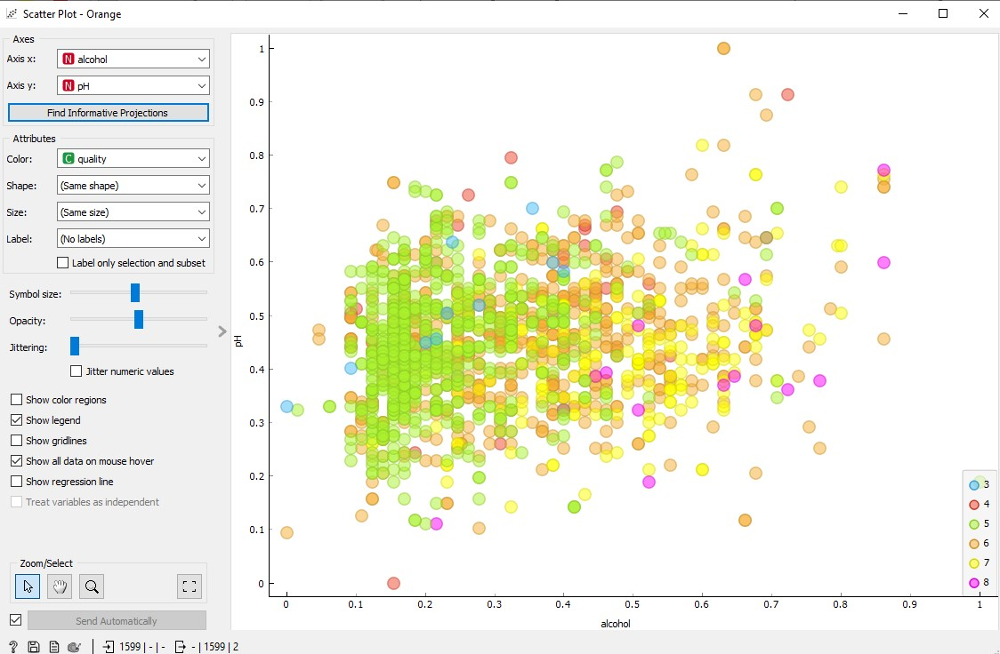 Scatter Plot - Orange
Axes
Axis x: N alcohol
Axis y: N pH
Find Informative Projections
Attributes
Color: C quality
Shape: (Same shape)
Size: (Same size)
Label: (No labels)
Label only selection and subset
Symbol size:
Opacity:
Jittering:
Jitter numeric values
Show color regions
Show legend
Show gridlines
Show all data on mouse hover
Show regression line
Treat variables as independent
Zoom/Select
Send Automatically
? 1599 | - | - - | 1599 | 2
1
0.9
0.8
0.7
0.6
0.5
0.4
0.3
0.2
0.1
0
pH
0 0.1 0.2 0.3 0.4 0.5 0.6 0.7 0.8 0.9 1
alcohol
3
4
5
6
7
8